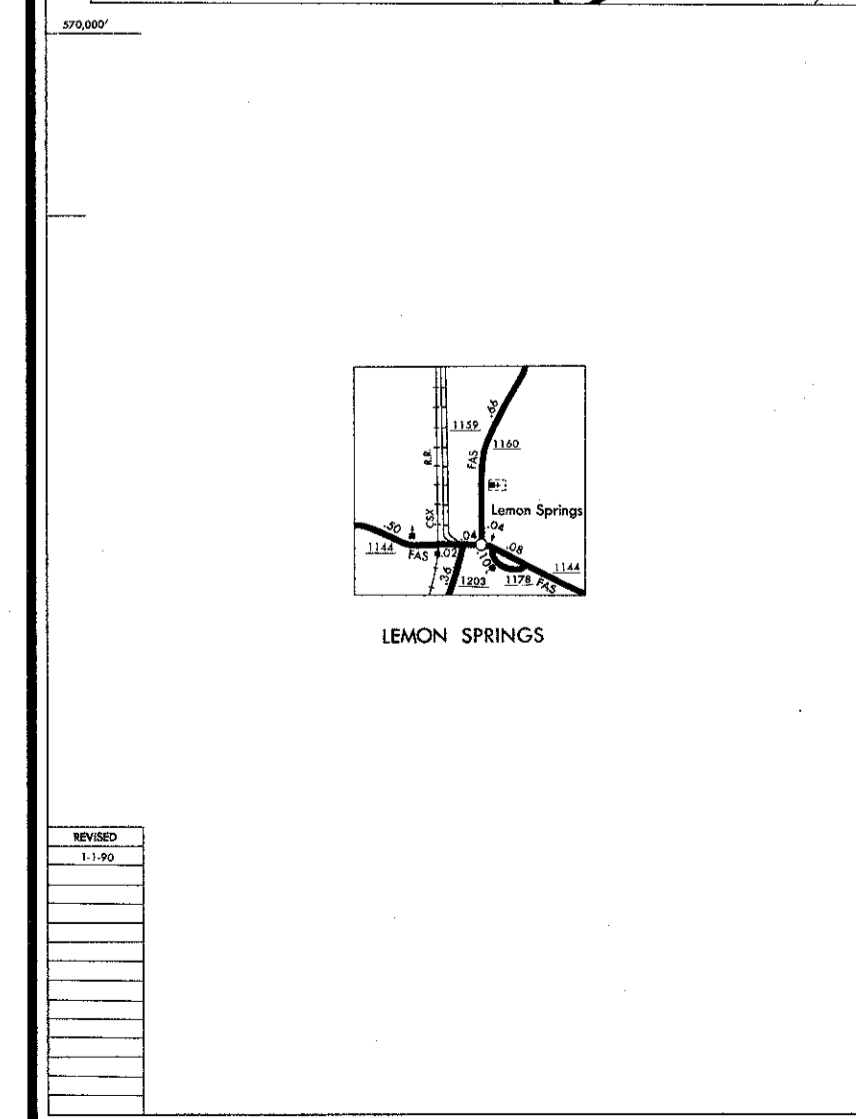 570,000'
.66
1159
1160
R.R.
FAS
Lemon Springs
CSX
.50
.04
.04
1144
FAS
.02
.10
.08
1144
.36
1203
1178
FAS
LEMON SPRINGS
REVISED
1-1-90